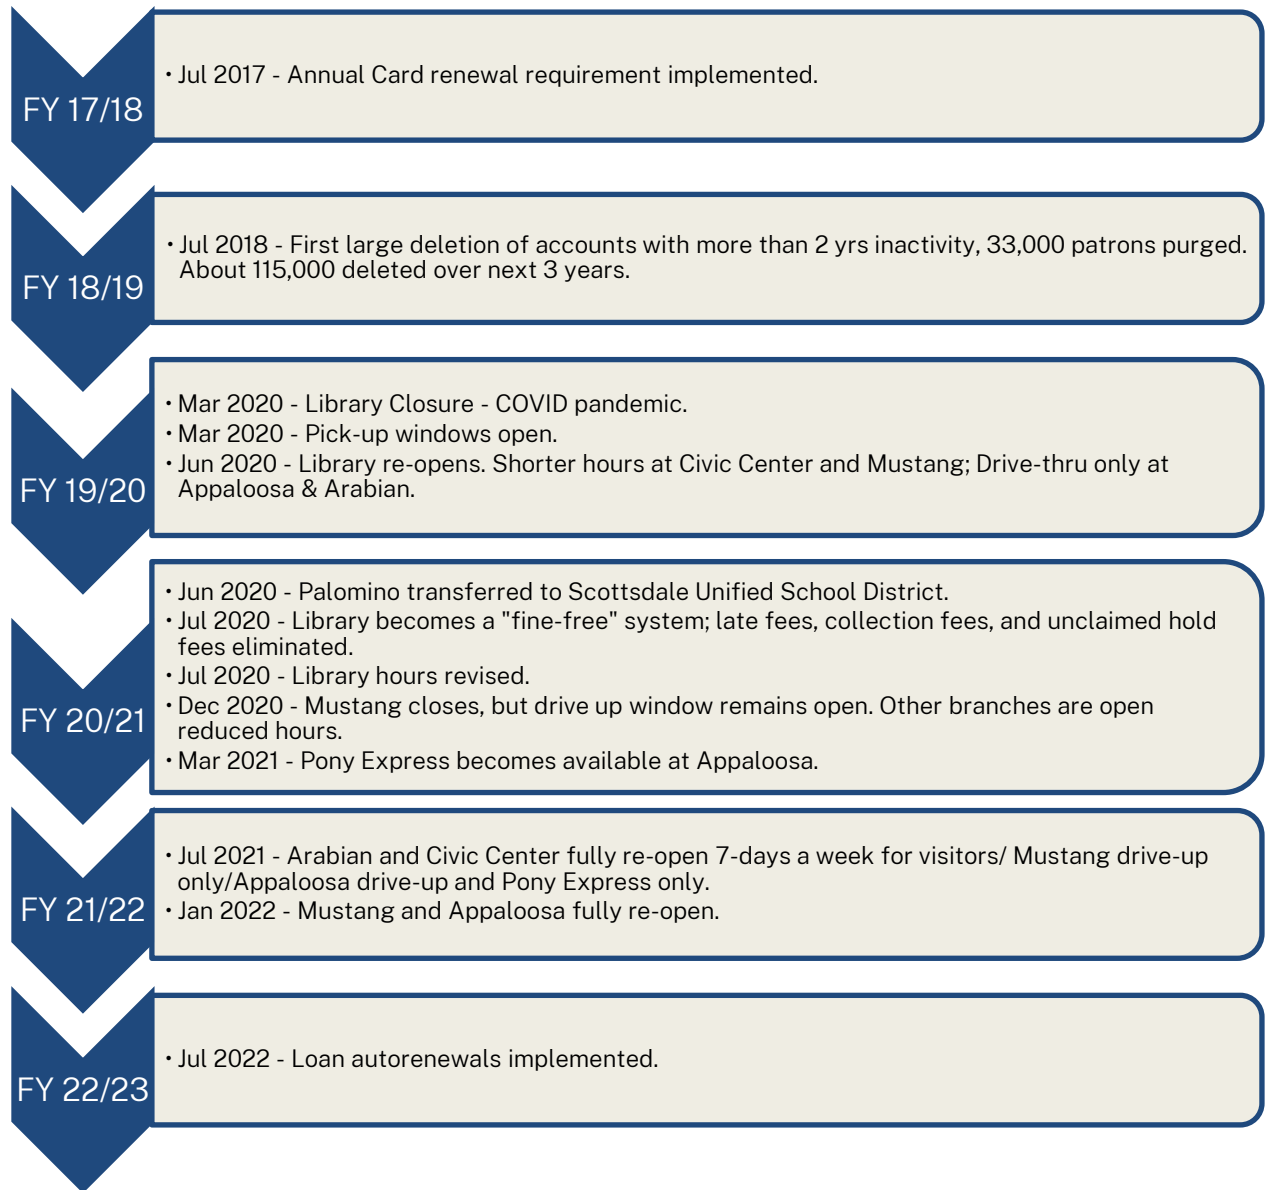 FY 17/18
• Jul 2017 - Annual Card renewal requirement implemented.
FY 18/19
• Jul 2018 - First large deletion of accounts with more than 2 yrs inactivity, 33,000 patrons purged.
About 115,000 deleted over next 3 years.
FY 19/20
• Mar 2020 - Library Closure - COVID pandemic.
• Mar 2020 - Pick-up windows open.
• Jun 2020 - Library re-opens. Shorter hours at Civic Center and Mustang; Drive-thru only at
Appaloosa & Arabian.
FY 20/21
• Jun 2020 - Palomino transferred to Scottsdale Unified School District.
• Jul 2020 - Library becomes a "fine-free" system; late fees, collection fees, and unclaimed hold
fees eliminated.
• Jul 2020 - Library hours revised.
• Dec 2020 - Mustang closes, but drive up window remains open. Other branches are open
reduced hours.
• Mar 2021 - Pony Express becomes available at Appaloosa.
FY 21/22
• Jul 2021 - Arabian and Civic Center fully re-open 7-days a week for visitors/ Mustang drive-up
only/Appaloosa drive-up and Pony Express only.
• Jan 2022 - Mustang and Appaloosa fully re-open.
FY 22/23
• Jul 2022 - Loan autorenewals implemented.